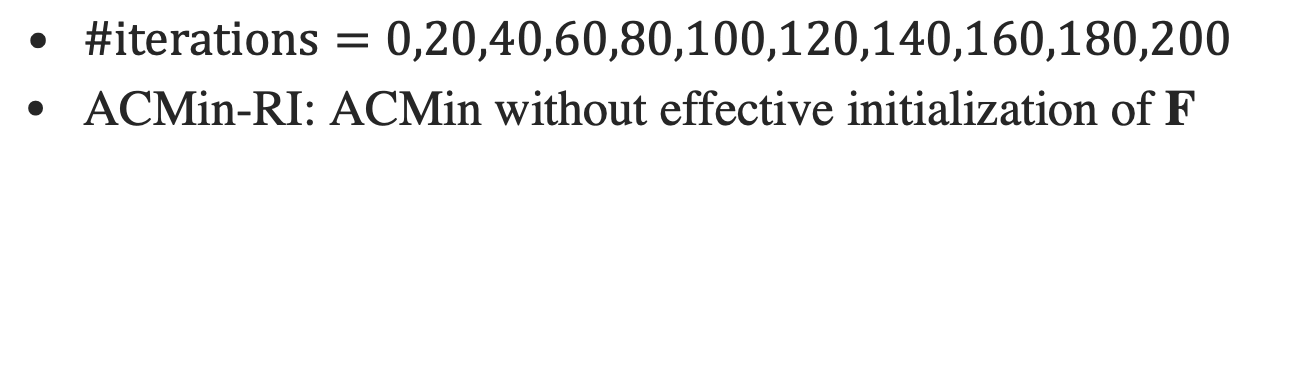 • #iterations = 0,20,40,60,80,100,120,140,160,180,200
• ACMin-RI: ACMin without effective initialization of F